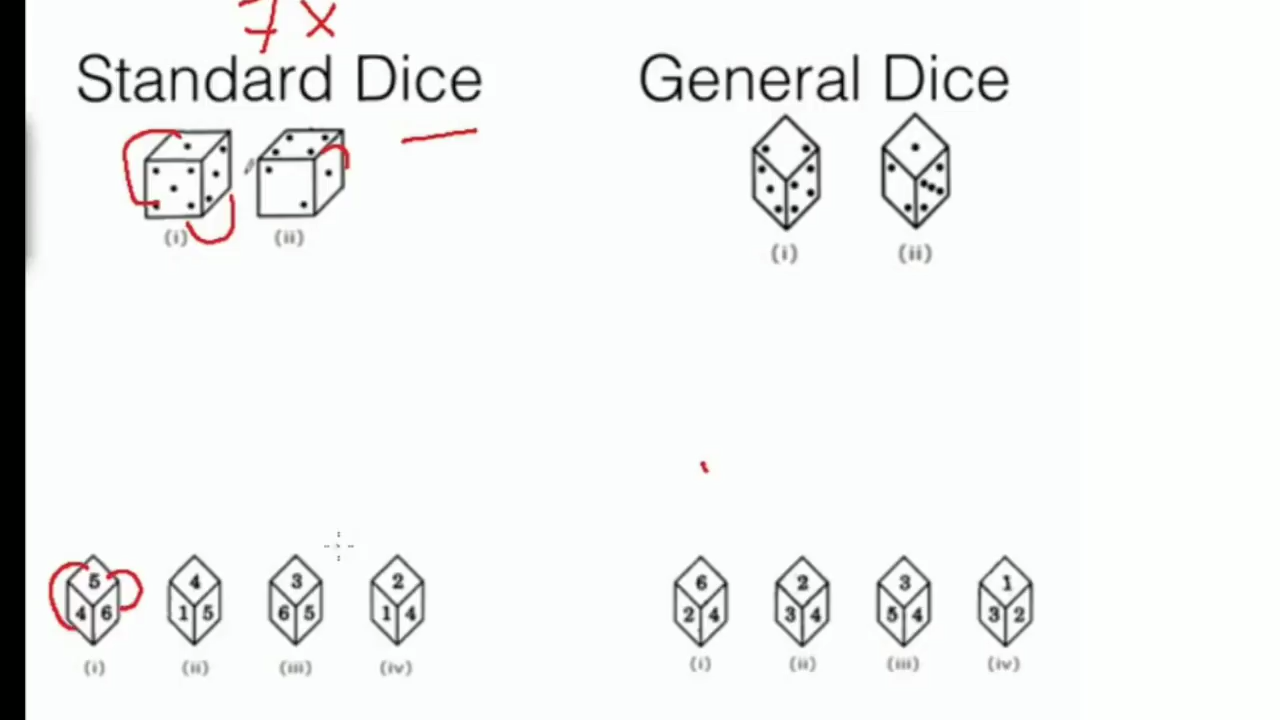 7 x
Standard Dice
General Dice
(i)
(ii)
(i)
(ii)
5
4 6
4
1 5
3
6 5
2
1 4
6
2 4
2
3 4
3
5 4
1
3 2
(i)
(ii)
(iii)
(iv)
(i)
(ii)
(iii)
(iv)